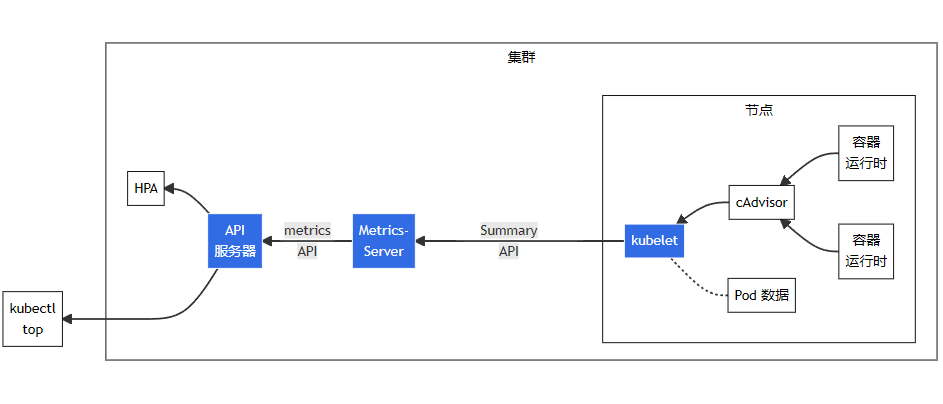 集群
节点
容器
运行时
HPA
cAdvisor
API
服务器
metrics
API
Metrics-
Server
Summary
API
kubelet
容器
运行时
Pod 数据
kubectl
top